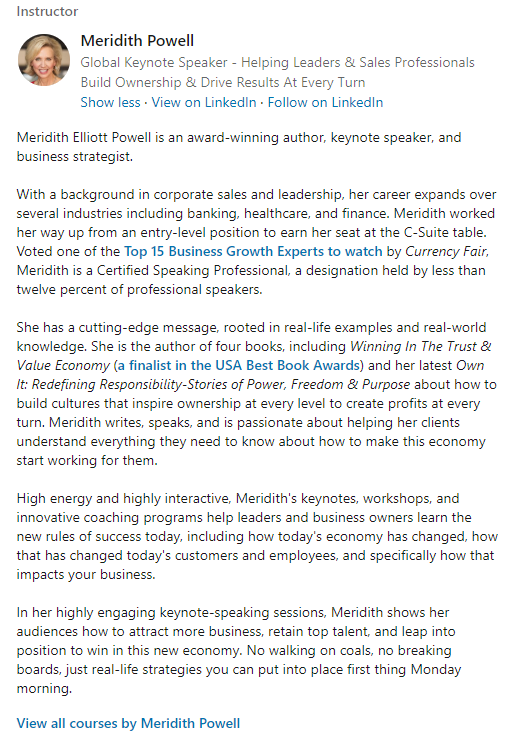 Instructor
Meridith Powell
Global Keynote Speaker - Helping Leaders & Sales Professionals
Build Ownership & Drive Results At Every Turn
Show less · View on LinkedIn · Follow on LinkedIn
Meridith Elliott Powell is an award-winning author, keynote speaker, and
business strategist.
With a background in corporate sales and leadership, her career expands over
several industries including banking, healthcare, and finance. Meridith worked
her way up from an entry-level position to earn her seat at the C-Suite table.
Voted one of the Top 15 Business Growth Experts to watch by Currency Fair,
Meridith is a Certified Speaking Professional, a designation held by less than
twelve percent of professional speakers.
She has a cutting-edge message, rooted in real-life examples and real-world
knowledge. She is the author of four books, including Winning In The Trust &
Value Economy (a finalist in the USA Best Book Awards) and her latest Own
It: Redefining Responsibility-Stories of Power, Freedom & Purpose about how to
build cultures that inspire ownership at every level to create profits at every
turn. Meridith writes, speaks, and is passionate about helping her clients
understand everything they need to know about how to make this economy
start working for them.
High energy and highly interactive, Meridith's keynotes, workshops, and
innovative coaching programs help leaders and business owners learn the
new rules of success today, including how today's economy has changed, how
that has changed today's customers and employees, and specifically how that
impacts your business.
In her highly engaging keynote-speaking sessions, Meridith shows her
audiences how to attract more business, retain top talent, and leap into
position to win in this new economy. No walking on coals, no breaking
boards, just real-life strategies you can put into place first thing Monday
morning.
View all courses by Meridith Powell